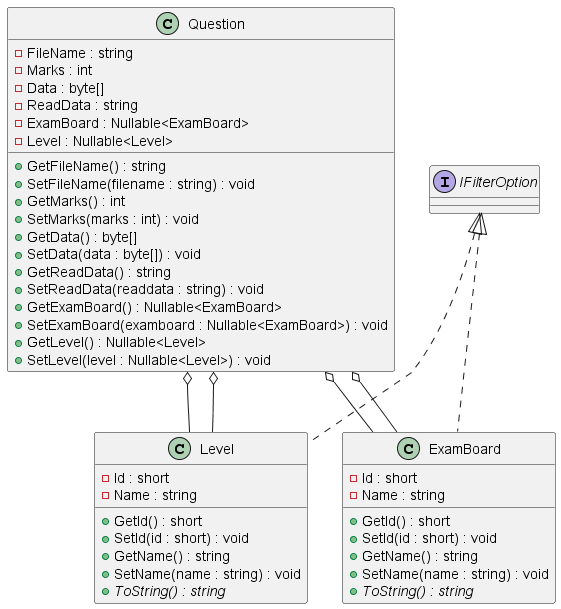 C Question
FileName : string
Marks : int
Data : byte[]
ReadData : string
ExamBoard : Nullable<ExamBoard>
Level : Nullable<Level>
GetFileName() : string
SetFileName(filename : string) : void
GetMarks() : int
SetMarks(marks : int) : void
GetData() : byte[]
SetData(data : byte[]) : void
GetReadData() : string
SetReadData(readdata : string) : void
GetExamBoard() : Nullable<ExamBoard>
SetExamBoard(examboard : Nullable<ExamBoard>) : void
GetLevel() : Nullable<Level>
SetLevel(level : Nullable<Level>) : void
I IFilterOption
C Level
Id : short
Name : string
GetId() : short
SetId(id : short) : void
GetName() : string
SetName(name : string) : void
ToString() : string
C ExamBoard
Id : short
Name : string
GetId() : short
SetId(id : short) : void
GetName() : string
SetName(name : string) : void
ToString() : string